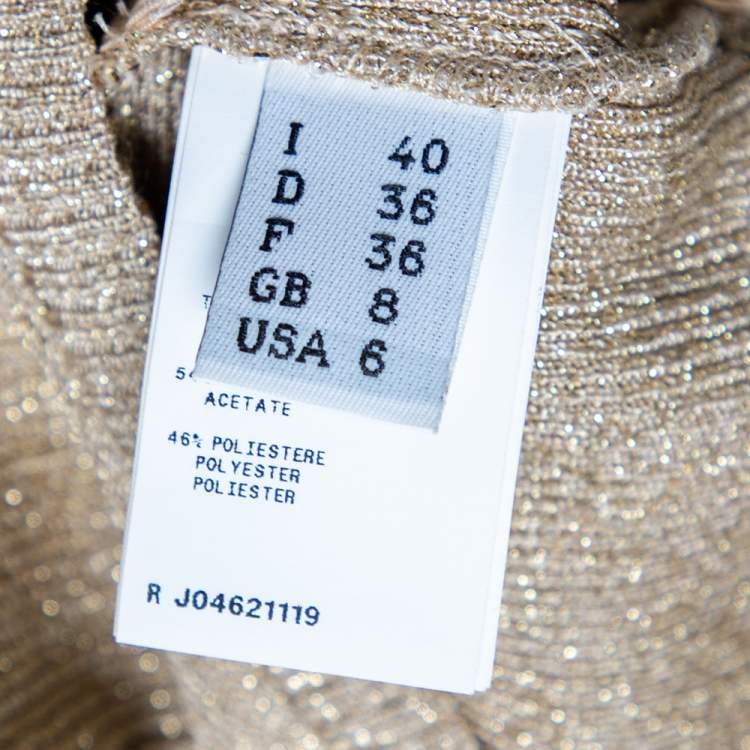 I 40
D 36
F 36
GB 8
USA 6
ACETATE
46% POLIESTERE
POLYESTER
POLIESTER
R J04621119